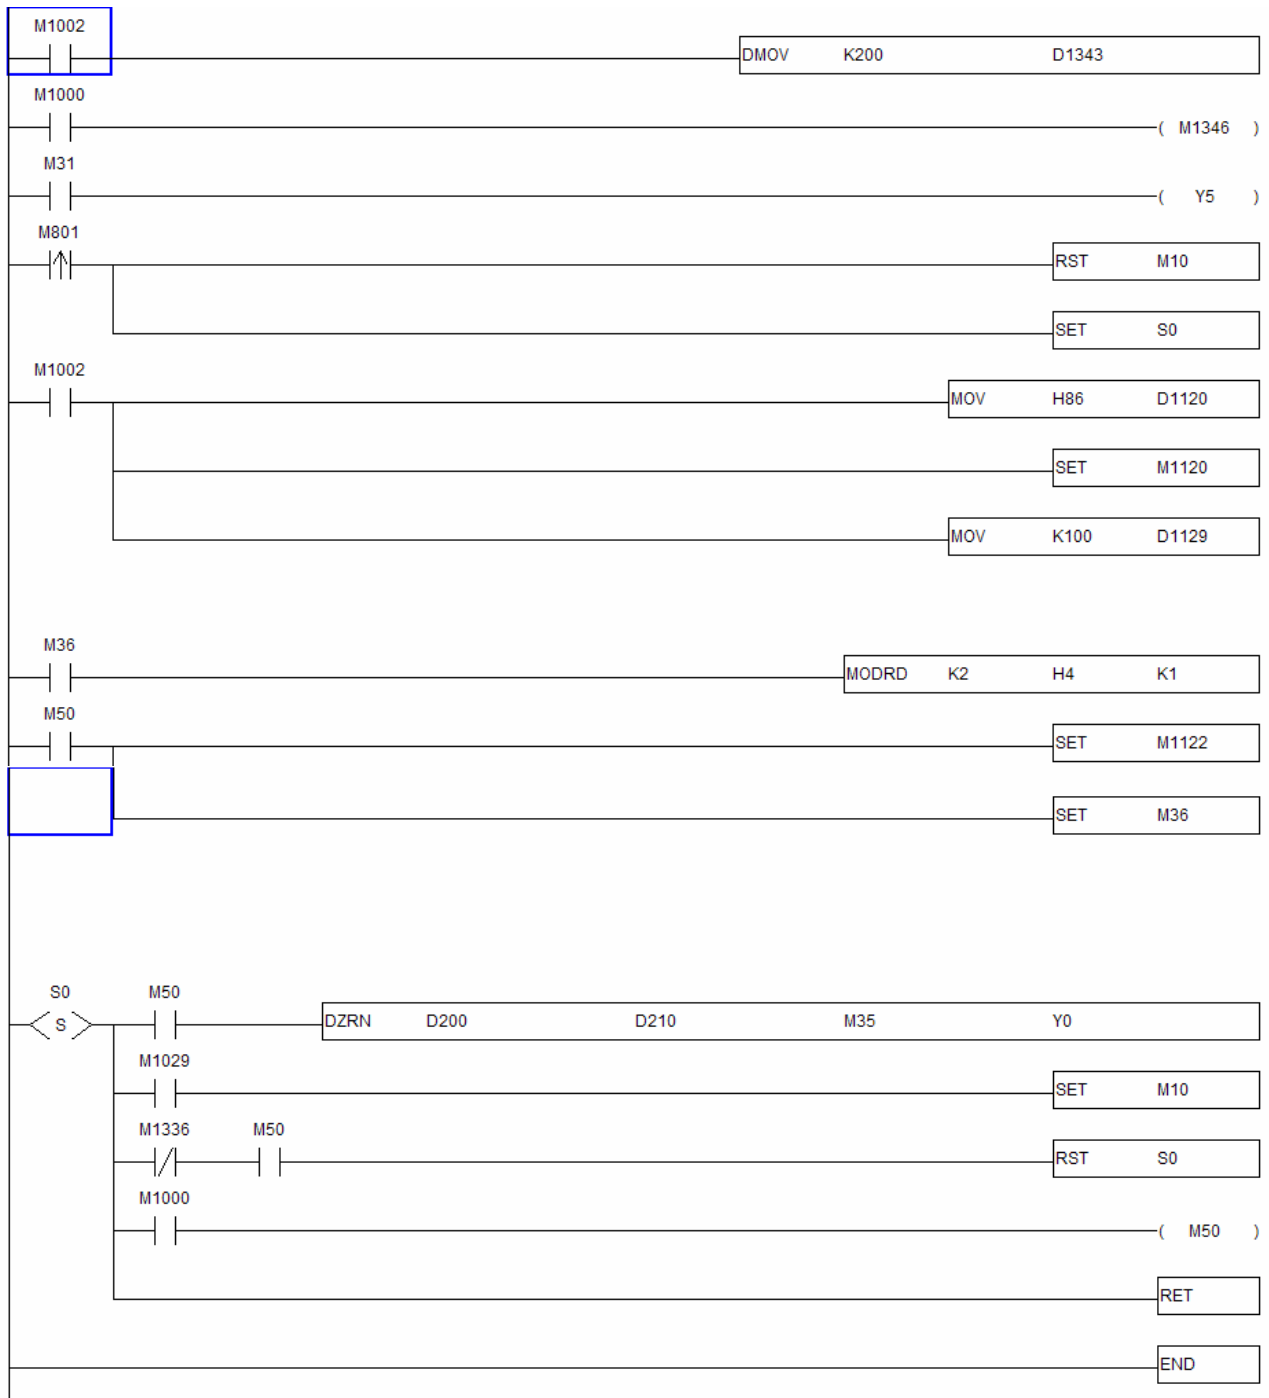 M1002
DMOV K200 D1343
M1000
( M1346 )
M31
( Y5 )
M801
RST M10
SET S0
M1002
MOV H86 D1120
SET M1120
MOV K100 D1129
M36
MODRD K2 H4 K1
M50
SET M1122
SET M36
S0 M50
S DZRN D200 D210 M35 Y0
M1029
SET M10
M1336 M50
RST S0
M1000
( M50 )
RET
END